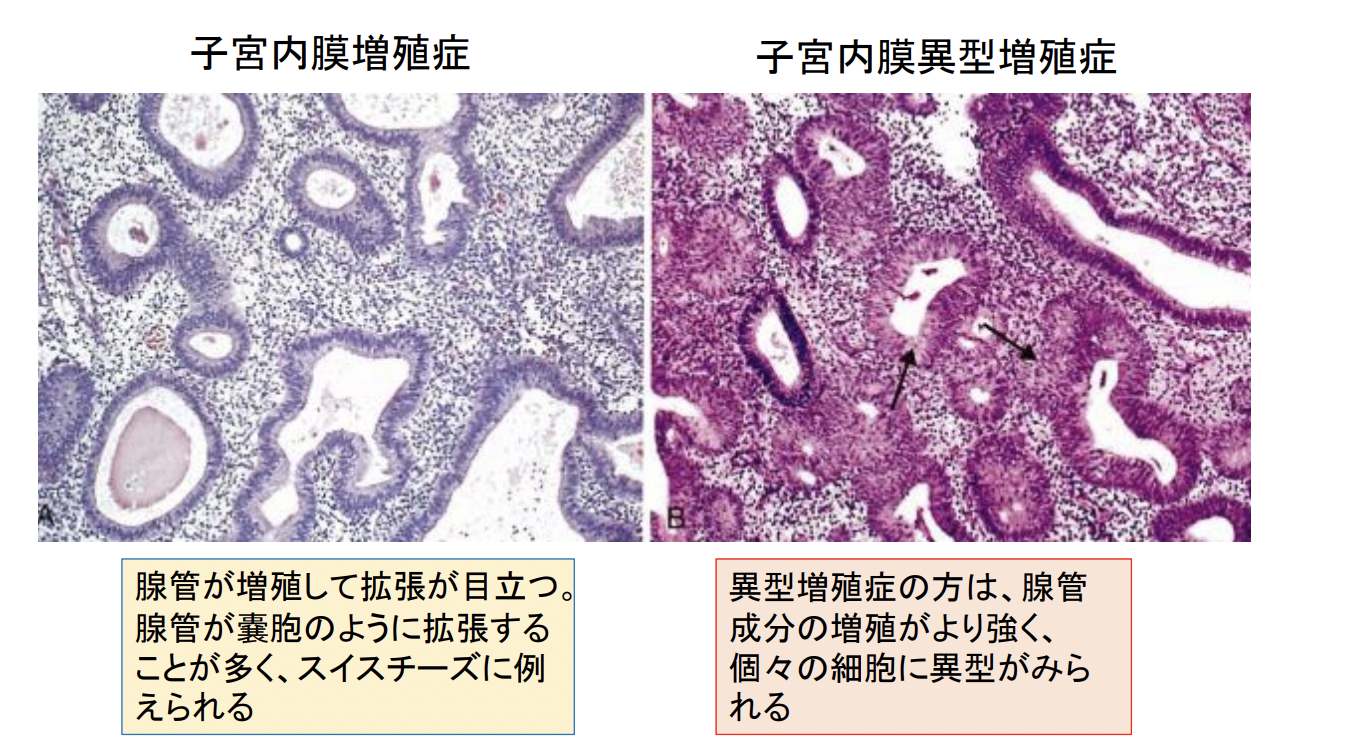 子宮内膜増殖症
子宮内膜異型増殖症
A
B
腺管が増殖して拡張が目立つ。
腺管が嚢胞のように拡張する
ことが多く、スイスチーズに例
えられる
異型増殖症の方は、腺管
成分の増殖がより強く、
個々の細胞に異型がみら
れる